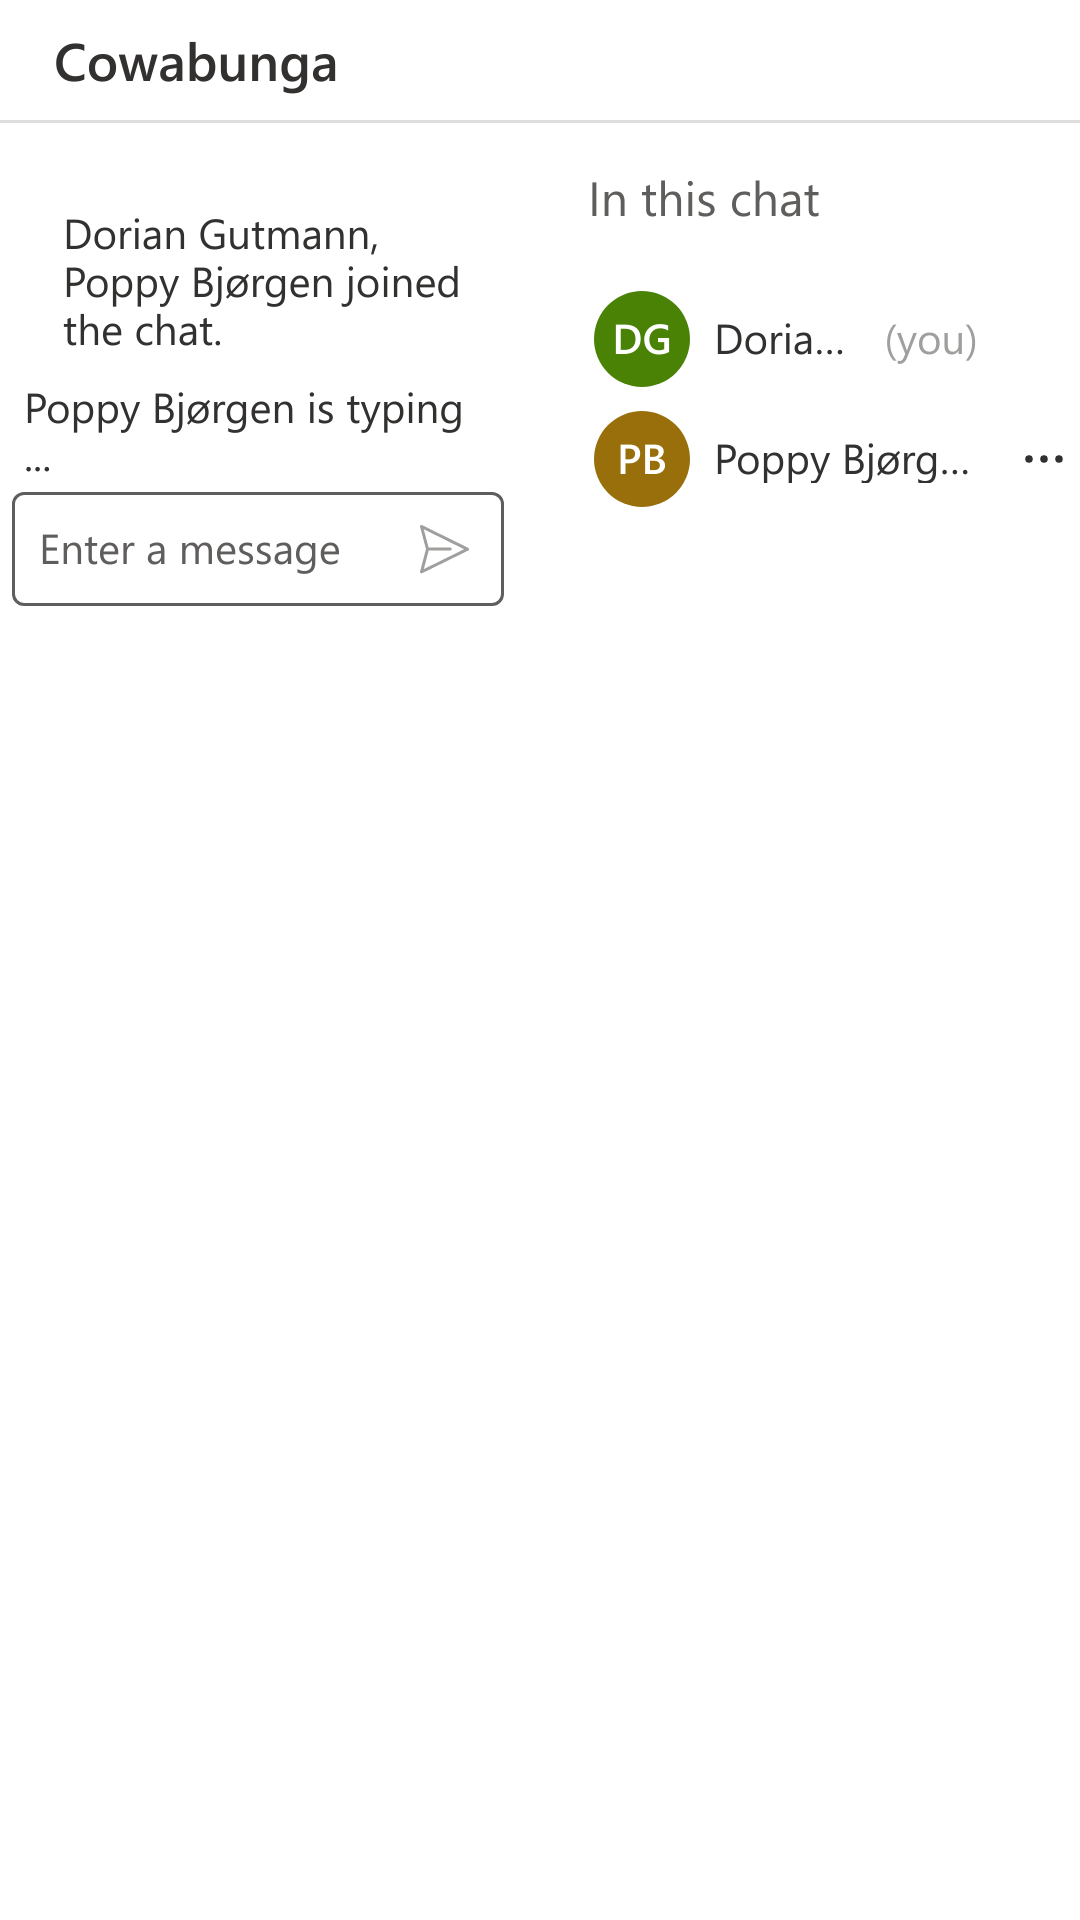 Cowabunga
Dorian Gutmann,
Poppy Bjørgen joined
the chat.
Poppy Bjørgen is typing
...
Enter a message
In this chat
DG Doria... (you)
PB Poppy Bjørg...